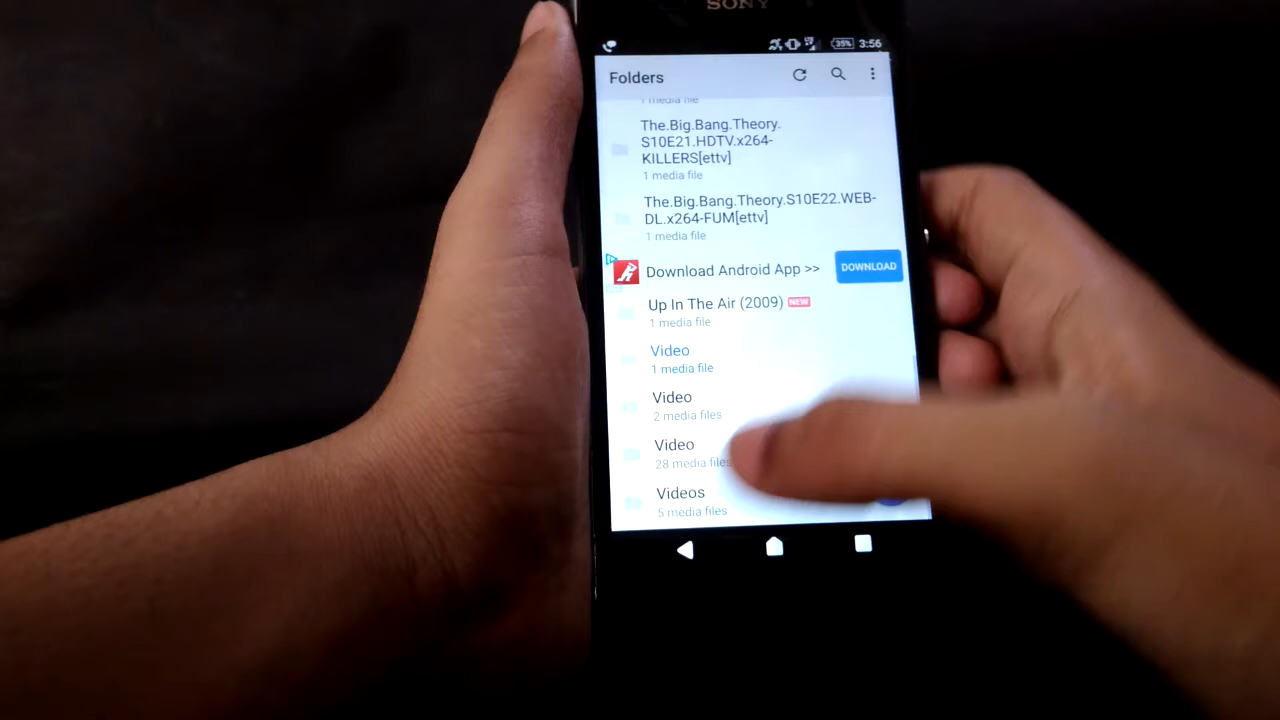 SONY
35% 3:56
Folders
1 media file
The.Big.Bang.Theory.
S10E21.HDTV.x264-
KILLERS[ettv]
1 media file
The.Big.Bang.Theory.S10E22.WEB-
DL.x264-FUM[ettv]
1 media file
Download Android App >> DOWNLOAD
Up In The Air (2009) NEW
1 media file
Video
1 media file
Video
2 media files
Video
28 media files
Videos
5 media files